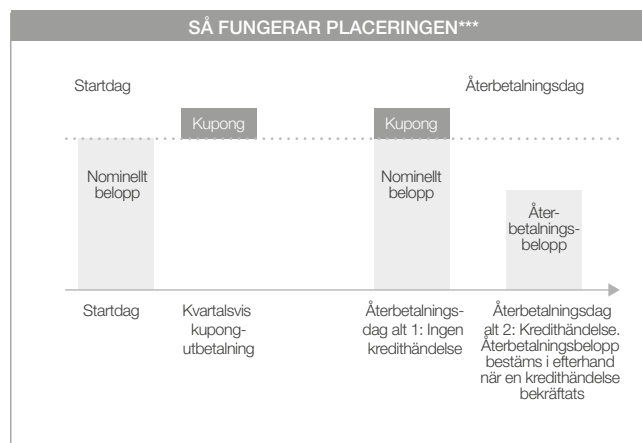 SÅ FUNGERAR PLACERINGEN***
Startdag
Återbetalningsdag
Kupong
Kupong
Nominellt
belopp
Nominellt
belopp
Åter-
betalnings-
belopp
Startdag
Kvartalsvis
kupong-
utbetalning
Återbetalnings-
dag alt 1: Ingen
kredithändelse
Återbetalningsdag
alt 2: Kredithändelse.
Återbetalningsbelopp
bestäms i efterhand
när en kredithändelse
bekräftats